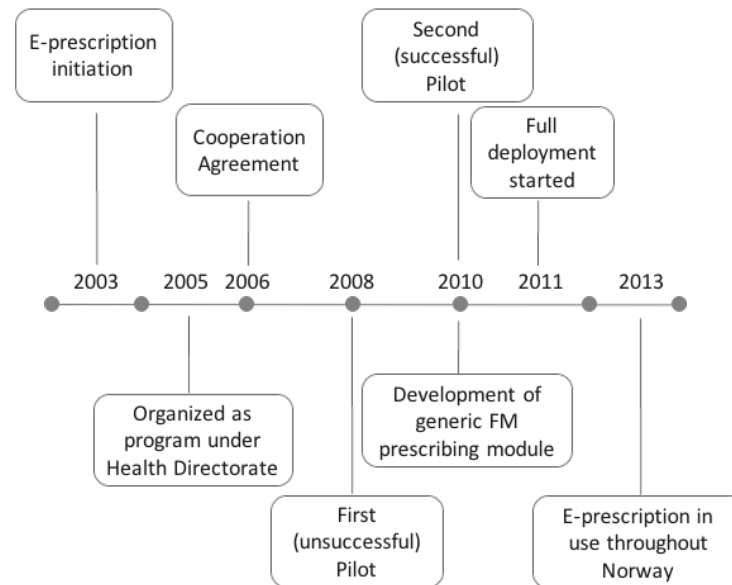 E-prescription
initiation
Second
(successful)
Pilot
Cooperation
Agreement
Full
deployment
started
2003 2005 2006 2008 2010 2011 2013
Organized as
program under
Health Directorate
Development of
generic FM
prescribing module
First
(unsuccessful)
Pilot
E-prescription in
use throughout
Norway